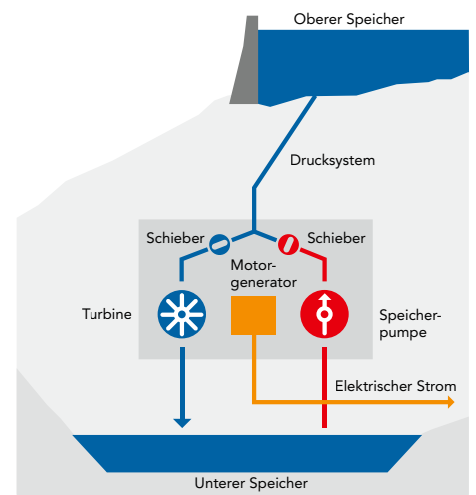 Oberer Speicher
Drucksystem
Schieber
Schieber
Motor-
generator
Turbine
Speicher-
pumpe
Elektrischer Strom
Unterer Speicher